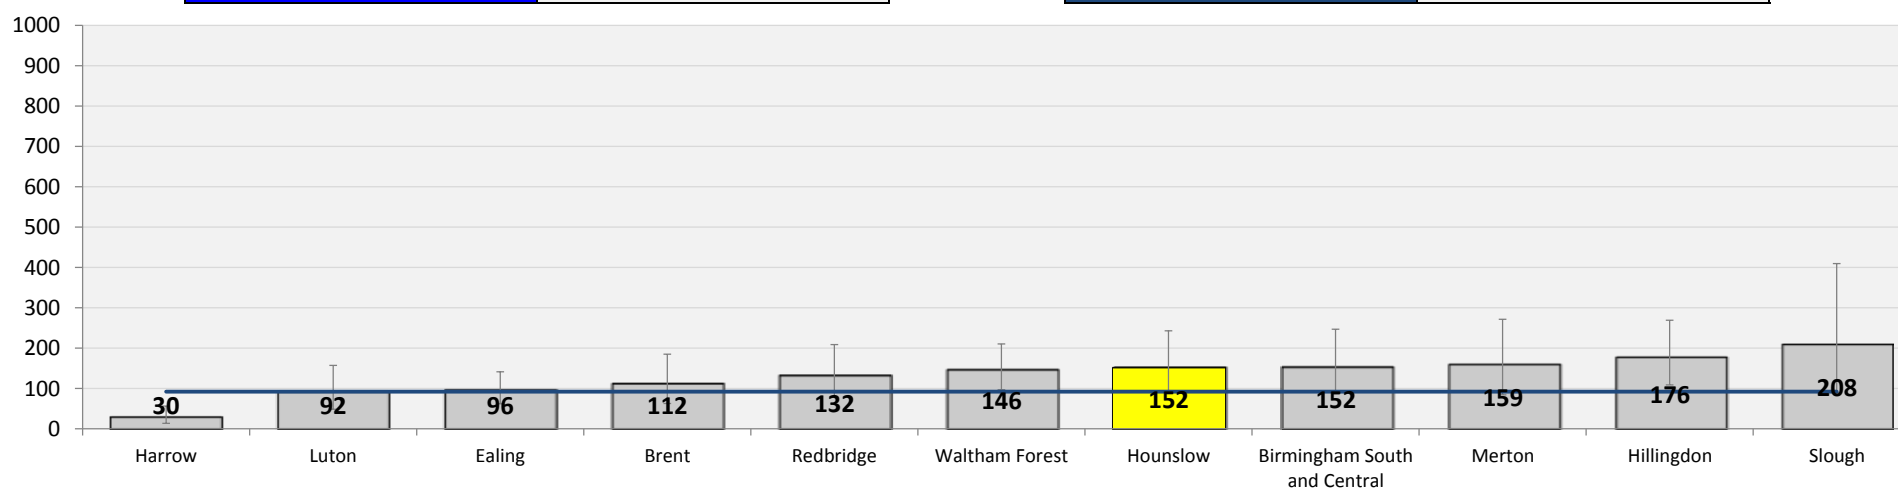 1000
900
800
700
600
500
400
300
200
100
0
30
92
96
112
132
146
152
152
159
176
208
Harrow
Luton
Ealing
Brent
Redbridge
Waltham Forest
Hounslow
Birmingham South
and Central
Merton
Hillingdon
Slough